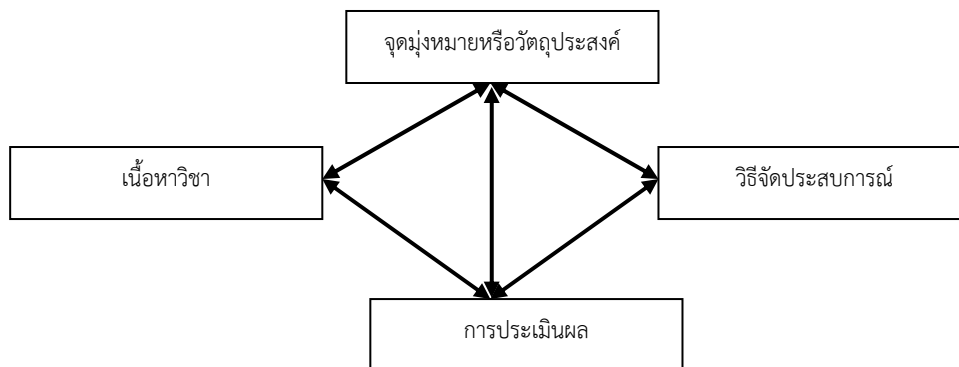 จุดมุ่งหมายหรือวัตถุประสงค์
เนื้อหาวิชา
วิธีจัดประสบการณ์
การประเมินผล